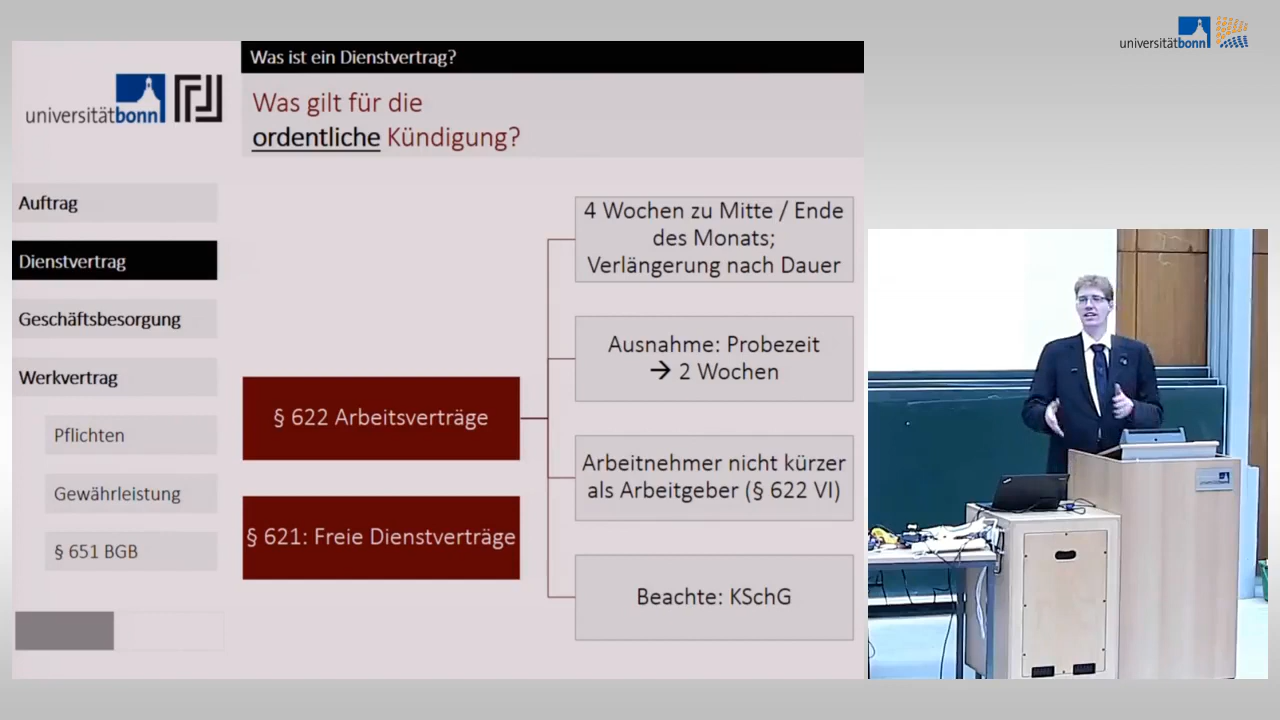 universitätbonn
Was ist ein Dienstvertrag?
universitätbonn
Was gilt für die
ordentliche Kündigung?
Auftrag
Dienstvertrag
Geschäftsbesorgung
Werkvertrag
Pflichten
Gewährleistung
§ 651 BGB
§ 622 Arbeitsverträge
§ 621: Freie Dienstverträge
4 Wochen zu Mitte / Ende
des Monats;
Verlängerung nach Dauer
Ausnahme: Probezeit
→ 2 Wochen
Arbeitnehmer nicht kürzer
als Arbeitgeber (§ 622 VI)
Beachte: KSchG